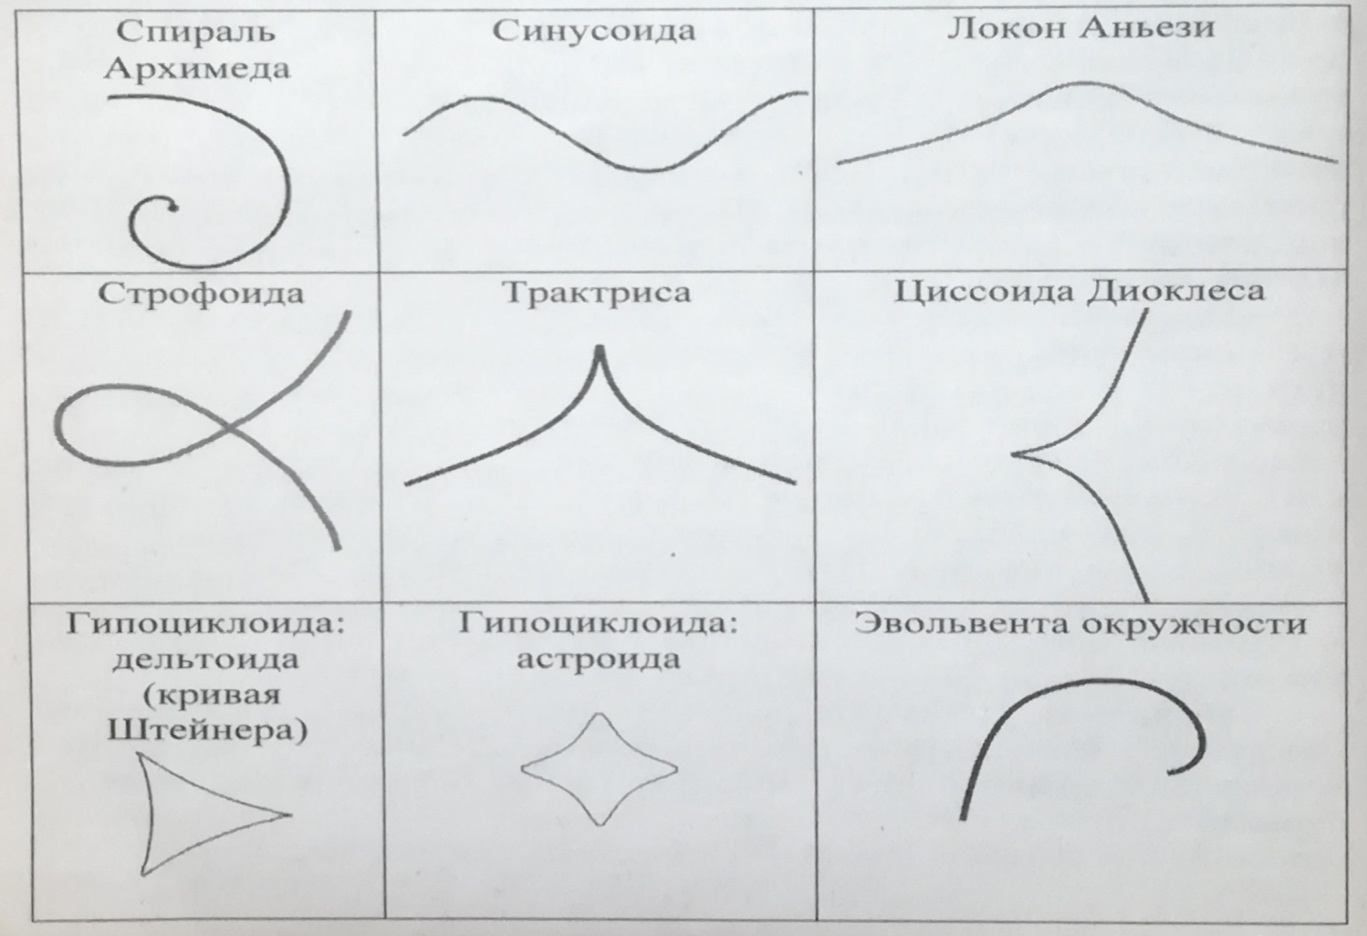 Спираль
Архимеда
Синусоида
Локон Аньези
Строфоида
Трактриса
Циссоида Диоклеса
Гипоциклоида:
дельтоида
(кривая
Штейнера)
Гипоциклоида:
астроида
Эвольвента окружности